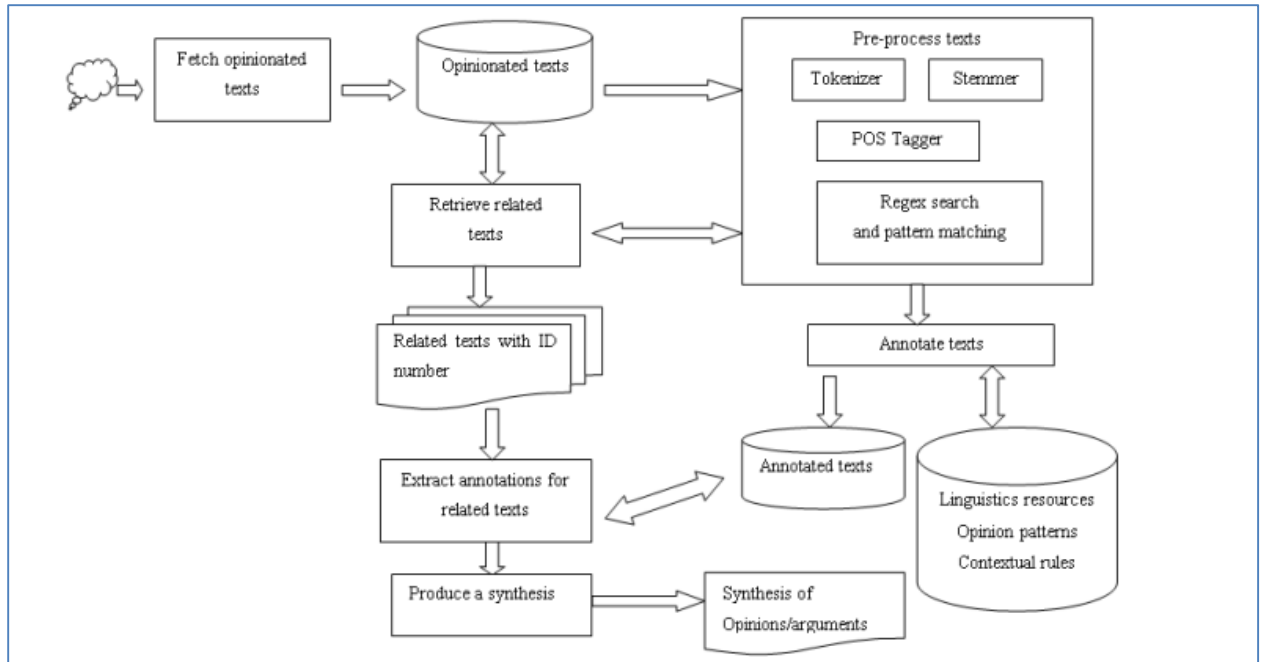 Fetch opinionated
texts
Opinionated texts
Pre-process texts
Tokenizer
Stemmer
POS Tagger
Regex search
and pattern matching
Retrieve related
texts
Related texts with ID
number
Annotate texts
Extract annotations for
related texts
Annotated texts
Linguistics resources
Opinion patterns
Contextual rules
Produce a synthesis
Synthesis of
Opinions/arguments